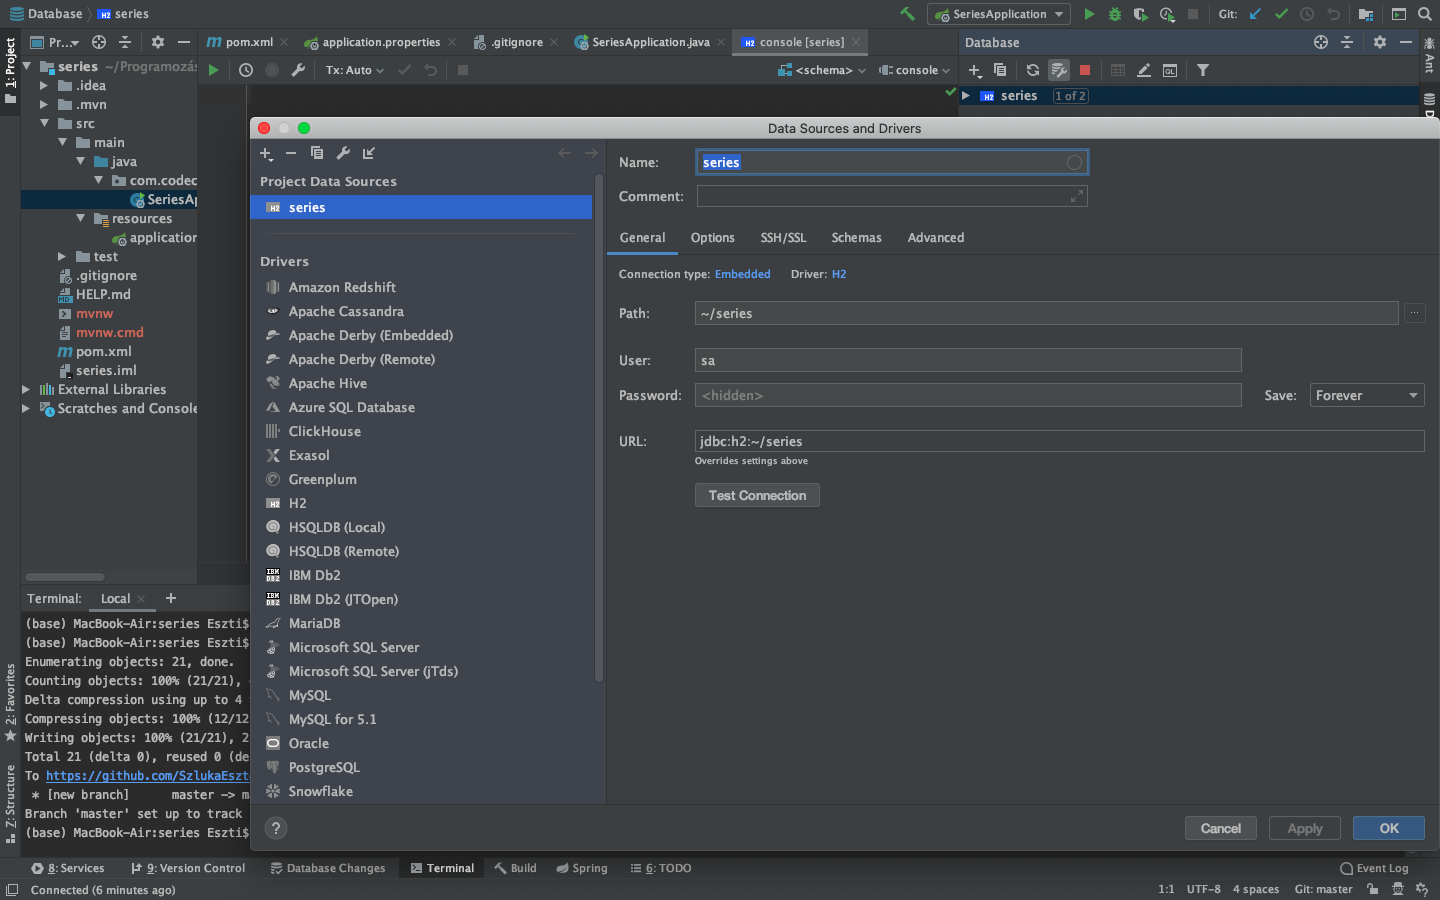 Database
series
SeriesApplication
Git:
1: Project
Pr...
pom.xml
application.properties
.gitignore
SeriesApplication.java
console [series]
Database
Ant
series ~/Programozás
.idea
.mvn
src
main
java
com.codec
SeriesAp
resources
application
test
.gitignore
HELP.md
mvnw
mvnw.cmd
pom.xml
series.iml
External Libraries
Scratches and Console
Tx: Auto
<schema>
console
series
1 of 2
D
Data Sources and Drivers
Project Data Sources
series
Drivers
Amazon Redshift
Apache Cassandra
Apache Derby (Embedded)
Apache Derby (Remote)
Apache Hive
Azure SQL Database
ClickHouse
Exasol
Greenplum
H2
HSQLDB (Local)
HSQLDB (Remote)
IBM Db2
IBM Db2 (JTOpen)
MariaDB
Microsoft SQL Server
Microsoft SQL Server (jTds)
MySQL
MySQL for 5.1
Oracle
PostgreSQL
Snowflake
Name:
series
Comment:
General
Options
SSH/SSL
Schemas
Advanced
Connection type: Embedded
Driver: H2
Path:
~/series
...
User:
sa
Password:
<hidden>
Save:
Forever
URL:
jdbc:h2:~/series
Overrides settings above
Test Connection
?
Cancel
Apply
OK
Terminal:
Local
(base) MacBook-Air:series Eszti$
(base) MacBook-Air:series Eszti$
Enumerating objects: 21, done.
Counting objects: 100% (21/21),
Delta compression using up to 4
Compressing objects: 100% (12/12
Writing objects: 100% (21/21), 2
Total 21 (delta 0), reused 0 (de
To https://github.com/SzlukaEszt
* [new branch] master -> m
Branch 'master' set up to track
(base) MacBook-Air:series Eszti$
2: Favorites
Z: Structure
8: Services
9: Version Control
Database Changes
Terminal
Build
Spring
6: TODO
Event Log
Connected (6 minutes ago)
1:1
UTF-8
4 spaces
Git: master